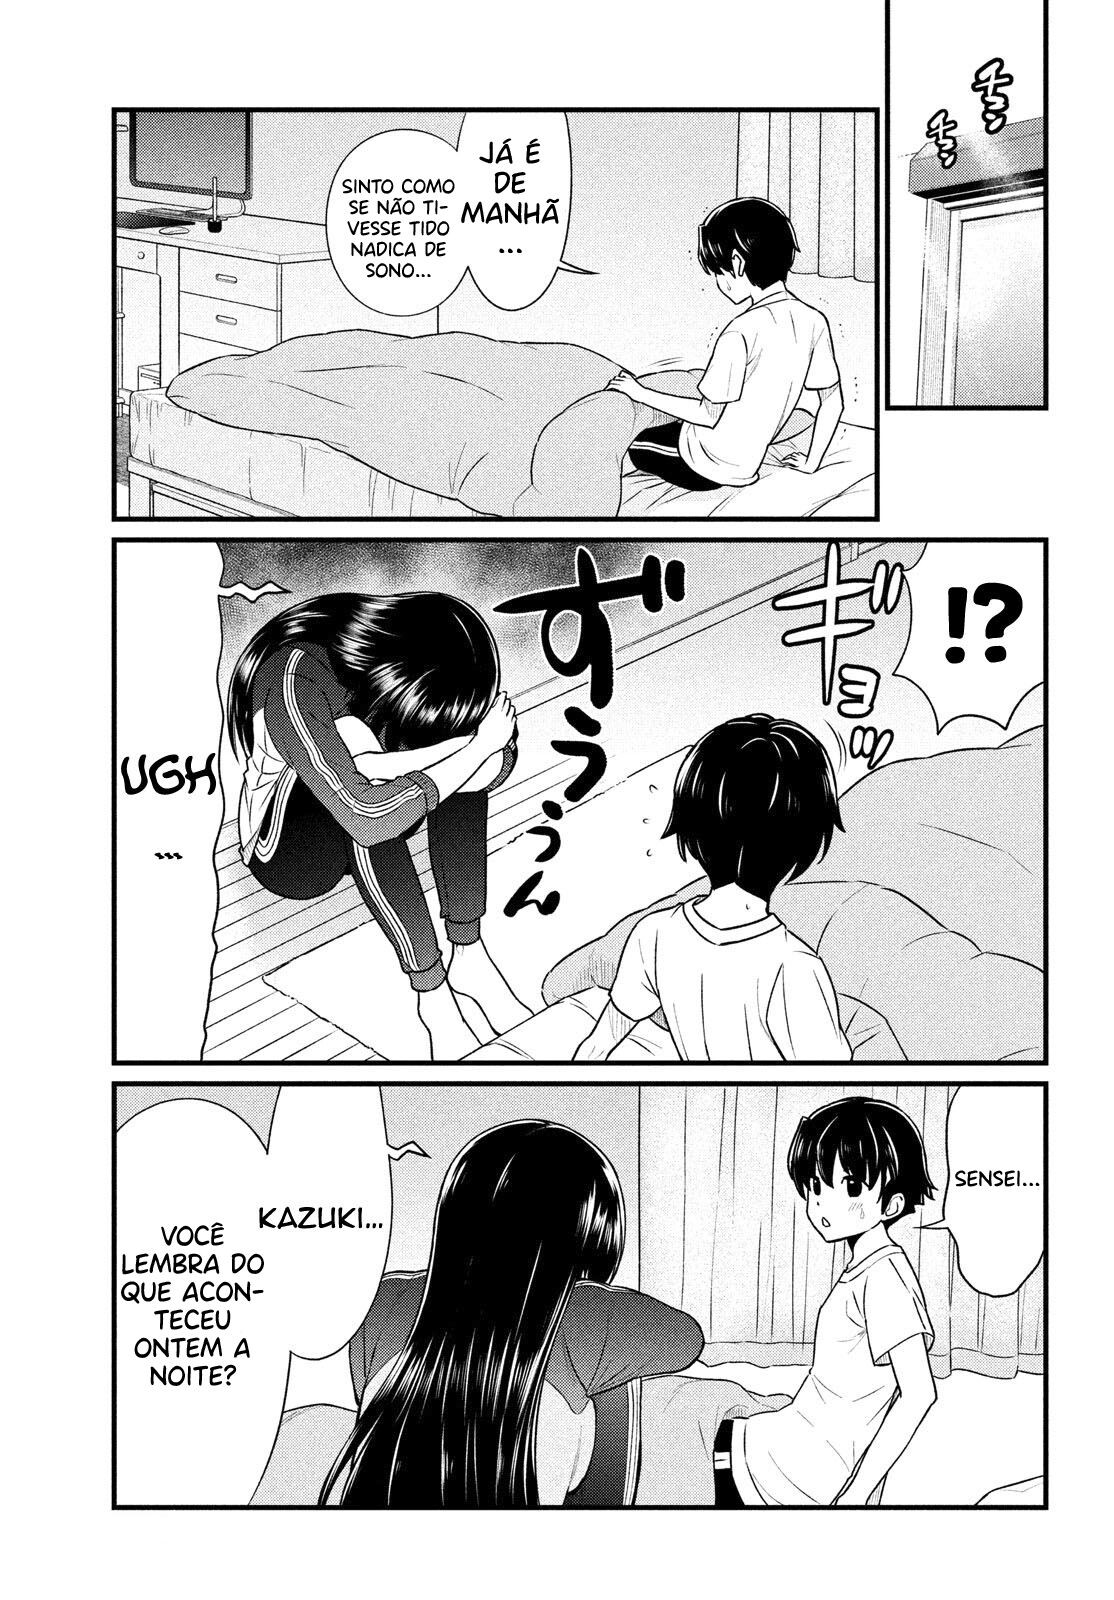 チュン
チュン
JÁ É
DE
MANHÃ
...
SINTO COMO
SE NÃO TI-
VESSE TIDO
NADICA DE
SONO...
!?
ギョッ
ずううぅん
UGH
...
SENSEI...
KAZUKI...
VOCÊ
LEMBRA DO
QUE ACON-
TECEU
ONTEM A
NOITE?